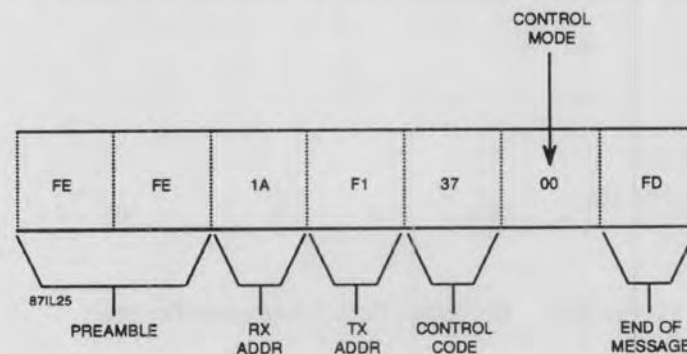 CONTROL
MODE
FE FE 1A F1 37 00 FD
871L25
PREAMBLE RX TX CONTROL END OF
ADDR ADDR CODE MESSAGE